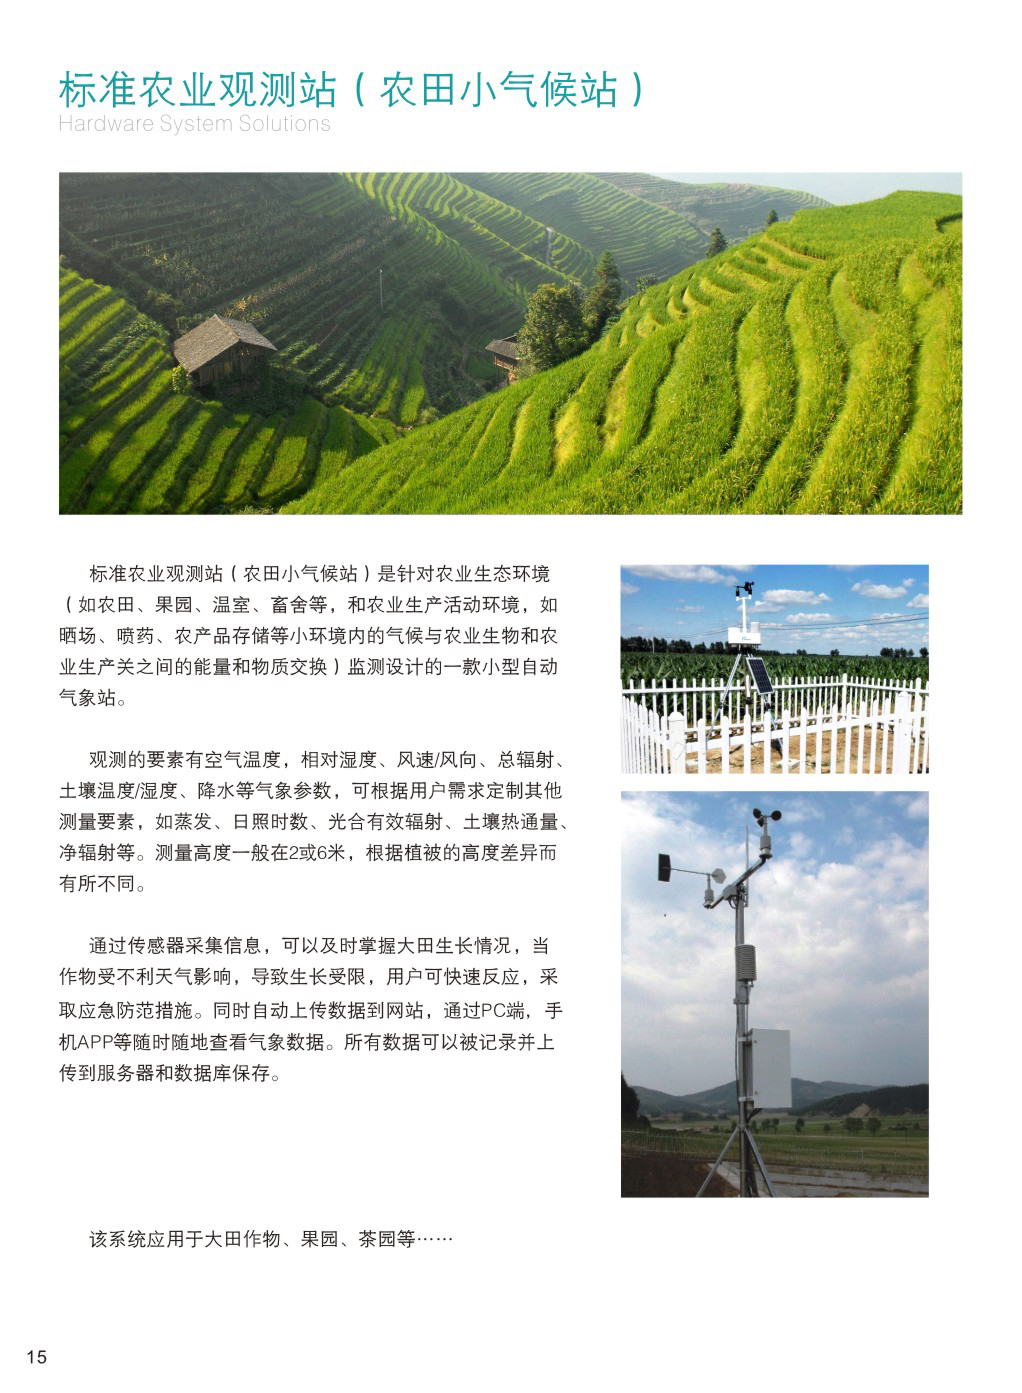 标准农业观测站（农田小气候站）
Hardware System Solutions
标准农业观测站（农田小气候站）是针对农业生态环境
（如农田、果园、温室、畜舍等，和农业生产活动环境，如
晒场、喷药、农产品存储等小环境内的气候与农业生物和农
业生产关之间的能量和物质交换）监测设计的一款小型自动
气象站。
观测的要素有空气温度，相对湿度、风速/风向、总辐射、
土壤温度/湿度、降水等气象参数，可根据用户需求定制其他
测量要素，如蒸发、日照时数、光合有效辐射、土壤热通量、
净辐射等。测量高度一般在2或6米，根据植被的高度差异而
有所不同。
通过传感器采集信息，可以及时掌握大田生长情况，当
作物受不利天气影响，导致生长受限，用户可快速反应，采
取应急防范措施。同时自动上传数据到网站，通过PC端，手
机APP等随时随地查看气象数据。所有数据可以被记录并上
传到服务器和数据库保存。
该系统应用于大田作物、果园、茶园等……
15